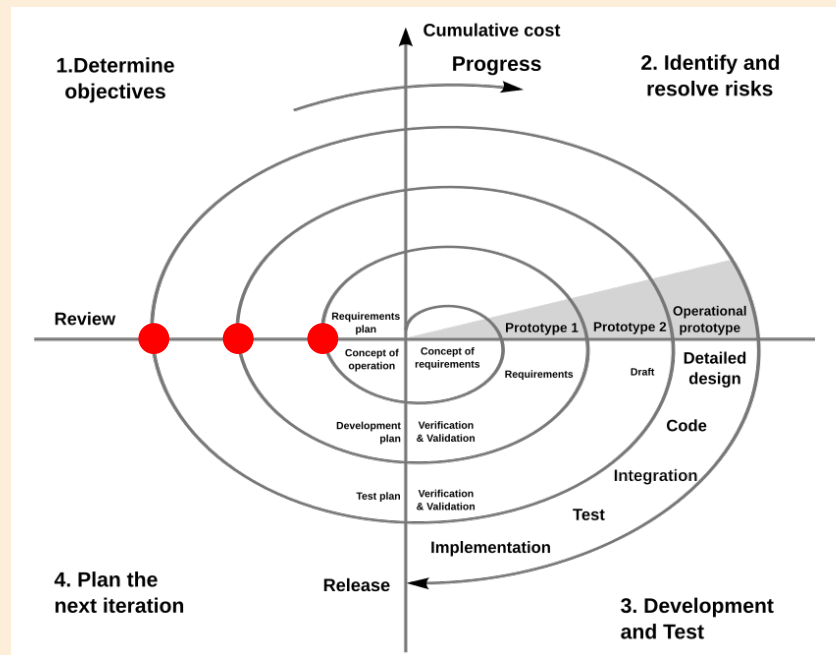 Cumulative cost
1.Determine
objectives
Progress
2. Identify and
resolve risks
Review
Requirements
plan
Prototype 1
Prototype 2
Operational
prototype
Concept of
operation
Concept of
requirements
Requirements
Draft
Detailed
design
Development
plan
Verification
& Validation
Code
Integration
Test plan
Verification
& Validation
Test
Implementation
Release
4. Plan the
next iteration
3. Development
and Test